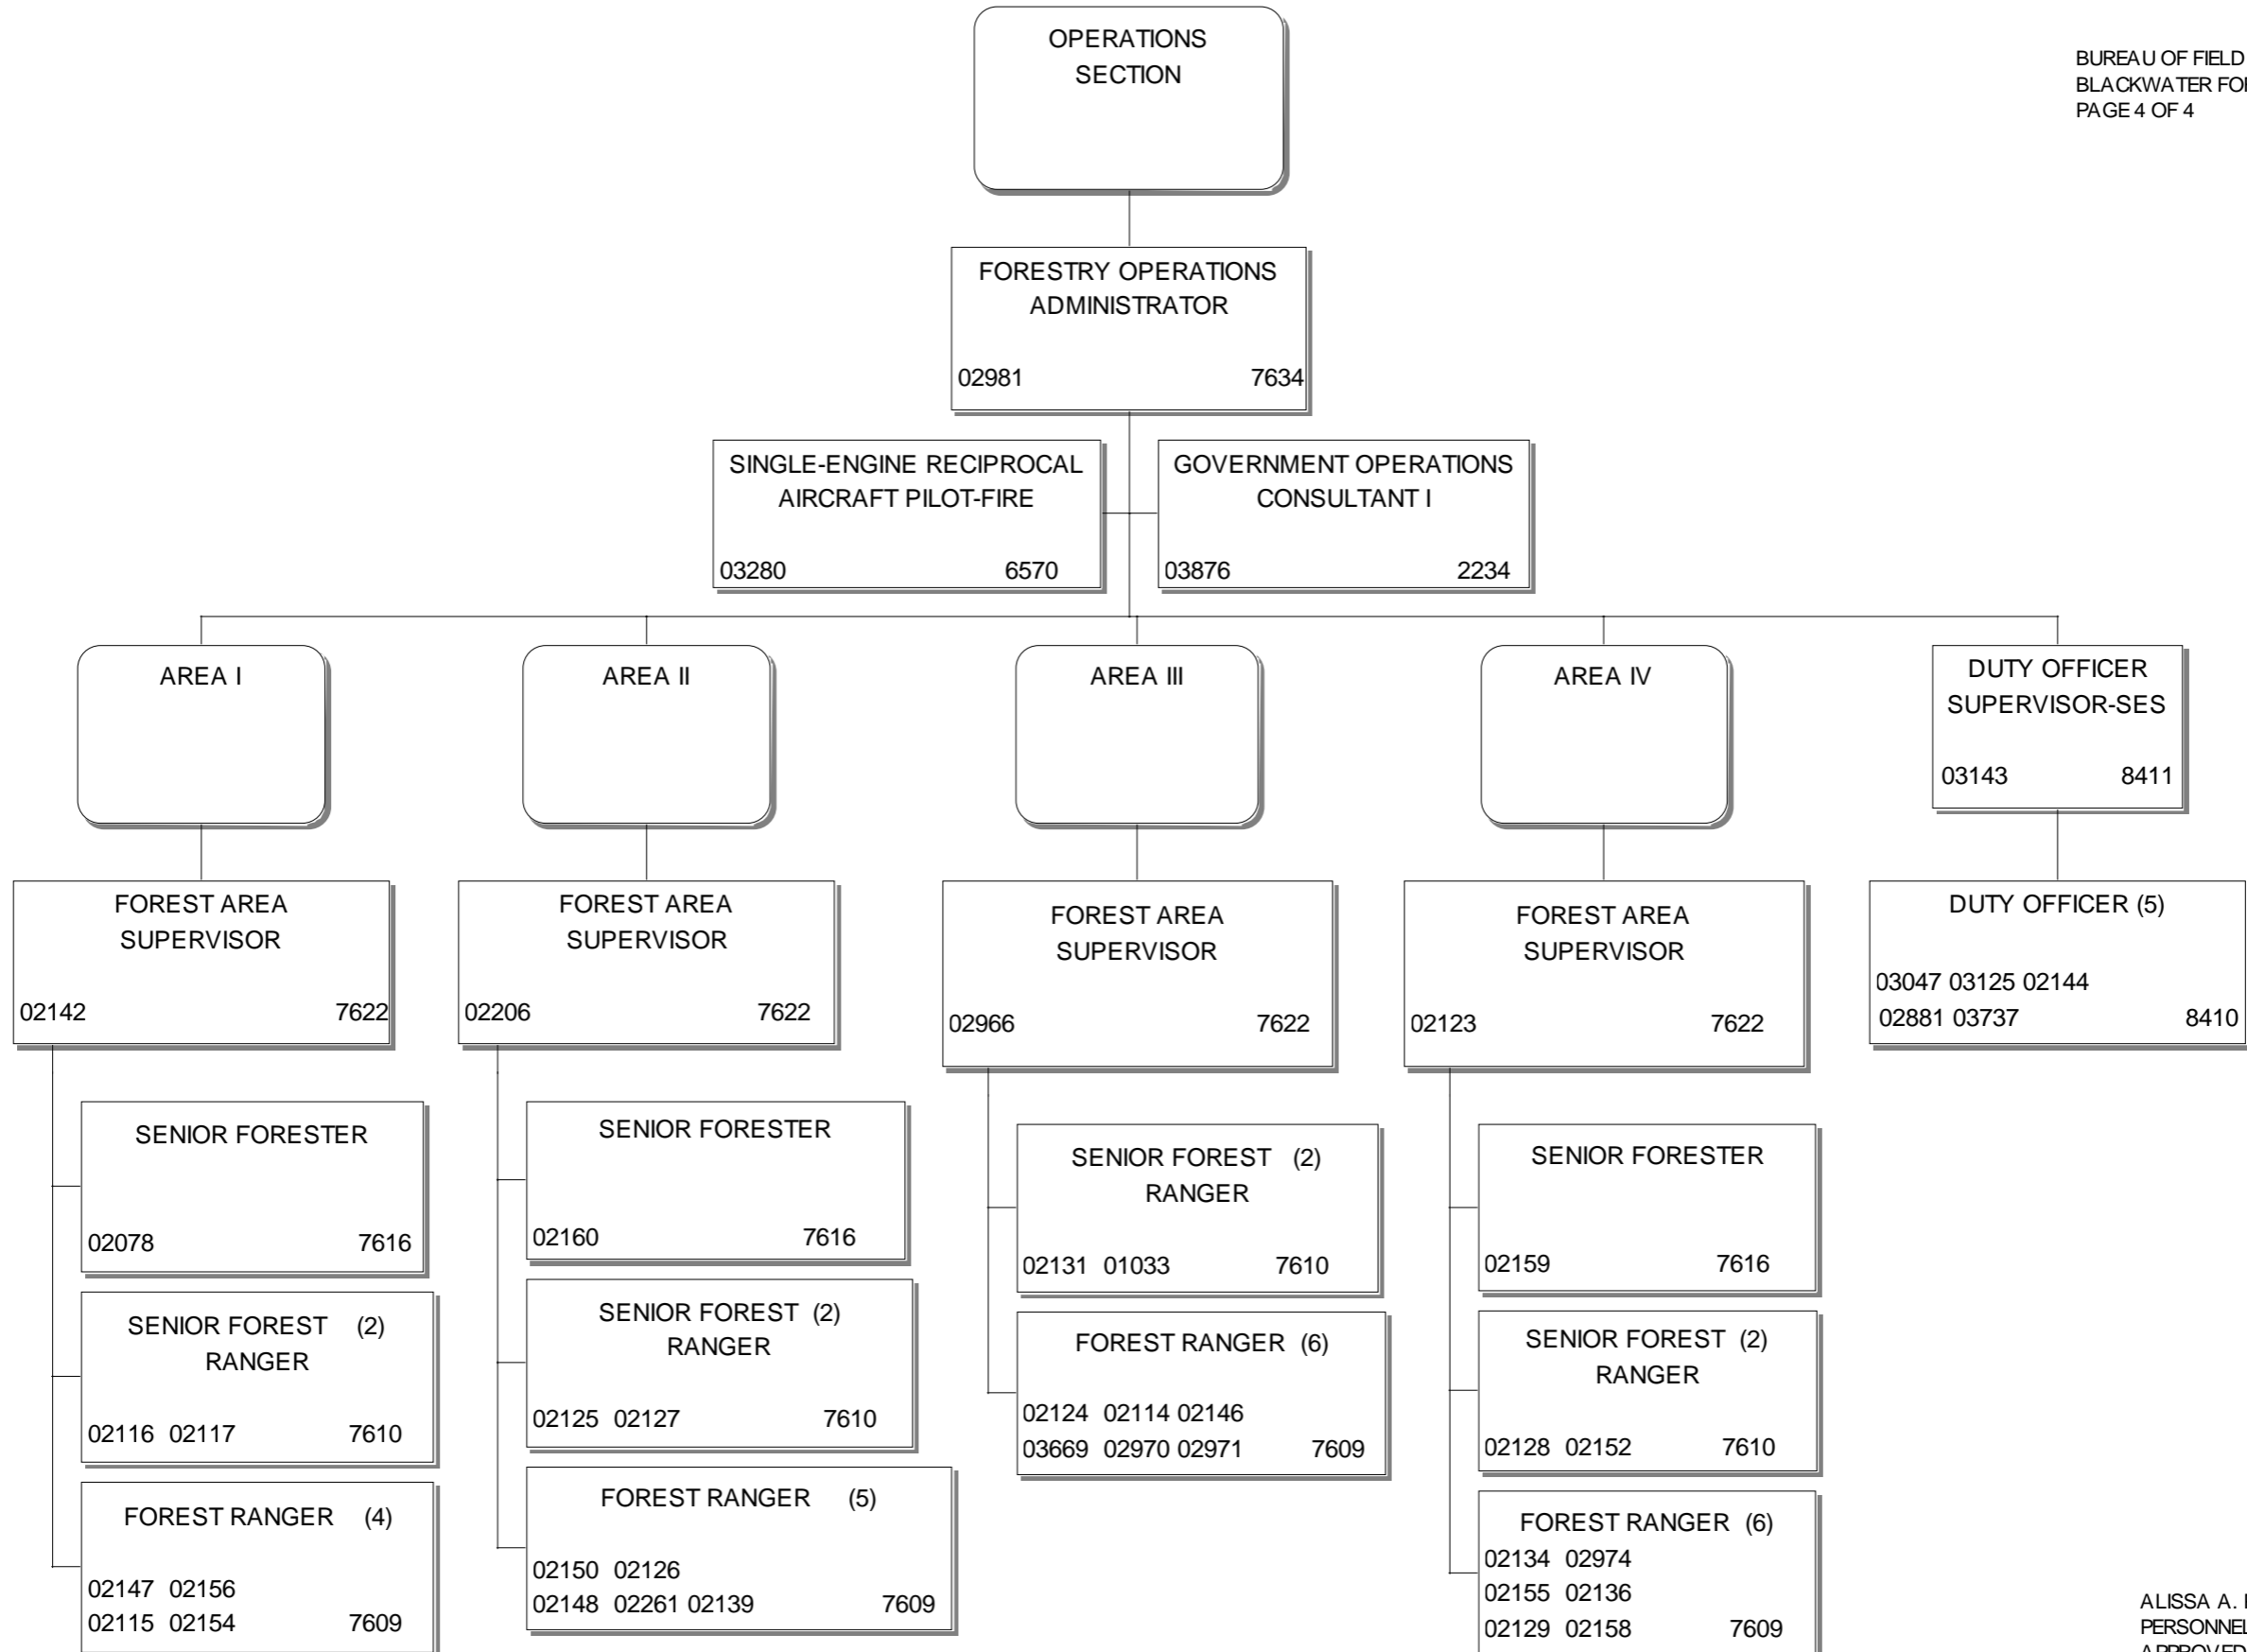 OPERATIONS
SECTION
BUREAU OF FIELD
BLACKWATER
PAGE 4 OF 4
FORESTRY OPERATIONS
ADMINISTRATOR
02981 7634
SINGLE-ENGINE RECIPROCAL
AIRCRAFT PILOT-FIRE
03280 6570
GOVERNMENT OPERATIONS
CONSULTANT I
03876 2234
AREA I
AREA II
AREA III
AREA IV
DUTY OFFICER
SUPERVISOR-SES
03143 8411
FOREST AREA
SUPERVISOR
02142 7622
FOREST AREA
SUPERVISOR
02206 7622
FOREST AREA
SUPERVISOR
02966 7622
FOREST AREA
SUPERVISOR
02123 7622
DUTY OFFICER (5)
03047 03125 02144
02881 03737 8410
SENIOR FORESTER
02078 7616
SENIOR FORESTER
02160 7616
SENIOR FOREST (2)
RANGER
02131 01033 7610
SENIOR FORESTER
02159 7616
SENIOR FOREST (2)
RANGER
02116 02117 7610
SENIOR FOREST (2)
RANGER
02125 02127 7610
FOREST RANGER (6)
02124 02114 02146
03669 02970 02971 7609
SENIOR FOREST (2)
RANGER
02128 02152 7610
FOREST RANGER (4)
02147 02156
02115 02154 7609
FOREST RANGER (5)
02150 02126
02148 02261 02139 7609
FOREST RANGER (6)
02134 02974
02155 02136
02129 02158 7609
ALISSA A.
PERSONNEL
APPROVED